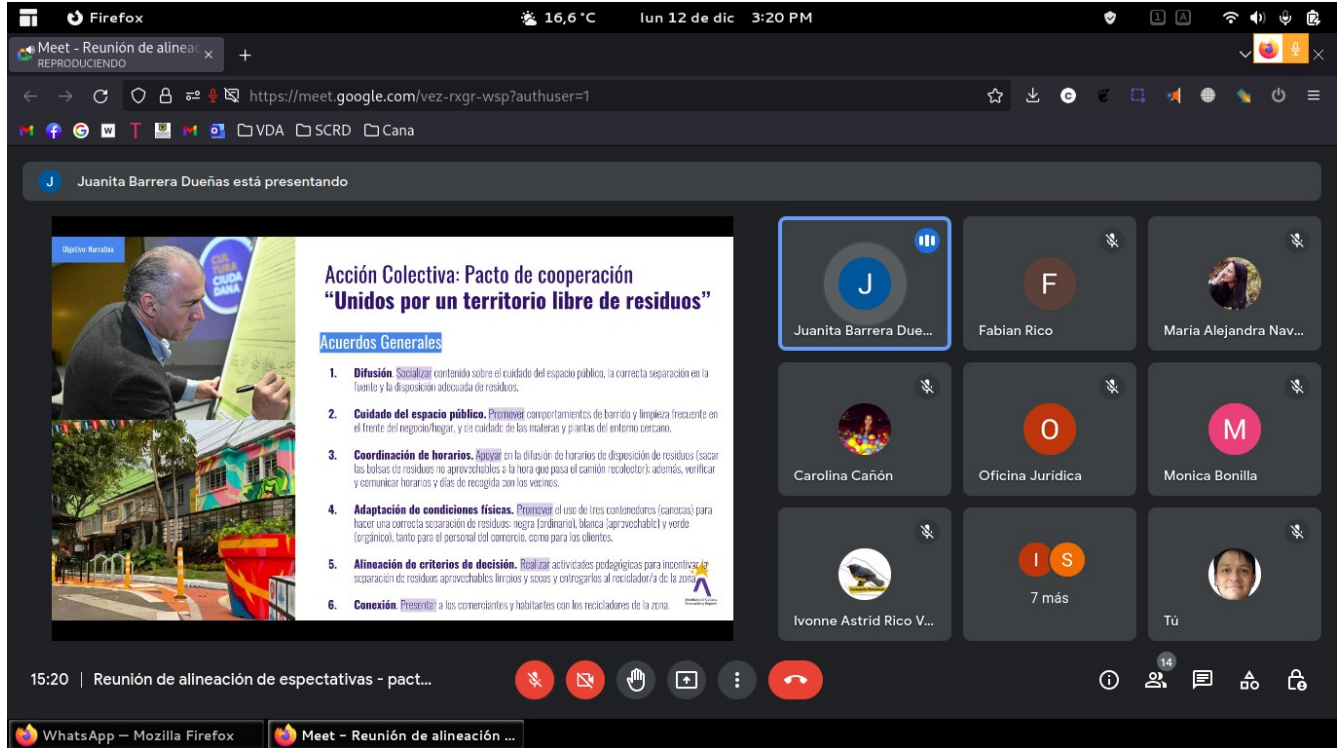 Firefox
16,6 °C lun 12 de dic 3:20 PM
1 A
Meet - Reunión de alineac
REPRODUCIENDO
https://meet.google.com/vez-rxgr-wsp?authuser=1
VDA SCRD Cana
J Juanita Barrera Dueñas está presentando
Objetivo: Narrativa
CUL
TURA
CIUDA
DANA
Acción Colectiva: Pacto de cooperación
“Unidos por un territorio libre de residuos”
Acuerdos Generales
1. Difusión. Socializar contenido sobre el cuidado del espacio público, la correcta separación en la
fuente y la disposición adecuada de residuos.
2. Cuidado del espacio público. Promover comportamientos de barrido y limpieza frecuente en
el frente del negocio/hogar, y de cuidado de las materas y plantas del entorno cercano.
3. Coordinación de horarios. Apoyar en la difusión de horarios de disposición de residuos (sacar
las bolsas de residuos no aprovechables a la hora que pasa el camión recolector); además, verificar
y comunicar horarios y días de recogida con los vecinos.
4. Adaptación de condiciones físicas. Promover el uso de tres contenedores (canecas) para
hacer una correcta separación de residuos: negra (ordinario), blanca (aprovechable) y verde
(orgánico), tanto para el personal del comercio, como para los clientes.
5. Alineación de criterios de decisión. Realizar actividades pedagógicas para incentivar la
separación de residuos aprovechables limpios y secos y entregarlos al reciclador/a de la zona.
6. Conexión. Presentar a los comerciantes y habitantes con los recicladores de la zona.
J
Juanita Barrera Due...
F
Fabian Rico
María Alejandra Nav...
Carolina Cañón
O
Oficina Jurídica
M
Monica Bonilla
Ivonne Astrid Rico V...
I S
7 más
Tú
15:20 | Reunión de alineación de espectativas - pact...
14
WhatsApp — Mozilla Firefox
Meet - Reunión de alineación ...